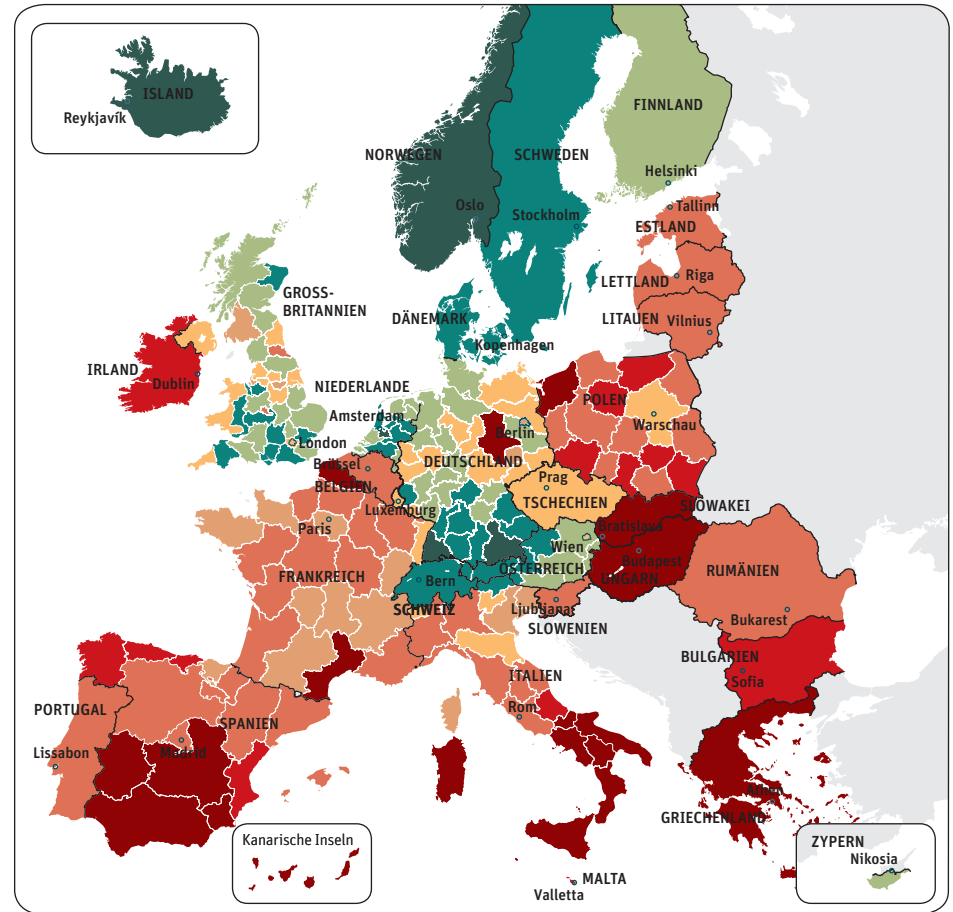 ISLAND
Reykjavík
FINNLAND
NORWEGEN
SCHWEDEN
Helsinki
Oslo
Stockholm
Tallinn
ESTLAND
LETTLAND
Riga
GROSS-
BRITANNIEN
DÄNEMARK
LITAUEN
Vilnius
Kopenhagen
IRLAND
Dublin
NIEDERLANDE
Amsterdam
POLEN
Warschau
Berlin
London
DEUTSCHLAND
Brüssel
BELGIEN
Prag
TSCHECHIEN
Luxemburg
SLOWAKEI
Paris
Bratislava
Wien
Budapest
ÖSTERREICH
UNGARN
RUMÄNIEN
FRANKREICH
Bern
SCHWEIZ
Ljubljana
SLOWENIEN
Bukarest
BULGARIEN
Sofia
ITALIEN
Rom
PORTUGAL
SPANIEN
Lissabon
Madrid
Athen
GRIECHENLAND
Kanarische Inseln
ZYPERN
Nikosia
MALTA
Valletta